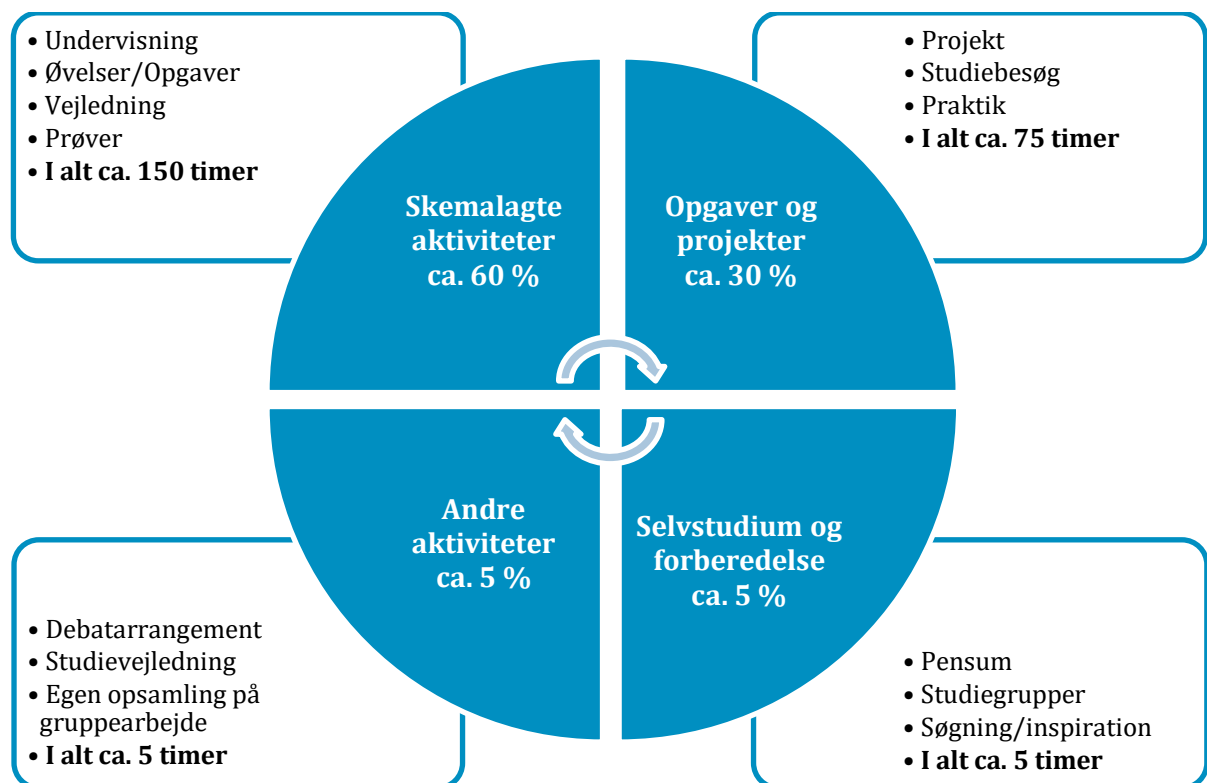 • Undervisning
• Øvelser/Opgaver
• Vejledning
• Prøver
• I alt ca. 150 timer
• Projekt
• Studiebesøg
• Praktik
• I alt ca. 75 timer
Skemalagte
aktiviteter
ca. 60 %
Opgaver og
projekter
ca. 30 %
Andre
aktiviteter
ca. 5 %
Selvstudium og
forberedelse
ca. 5 %
• Debatarrangement
• Studievejledning
• Egen opsamling på
gruppearbejde
• I alt ca. 5 timer
• Pensum
• Studiegrupper
• Søgning/inspiration
• I alt ca. 5 timer